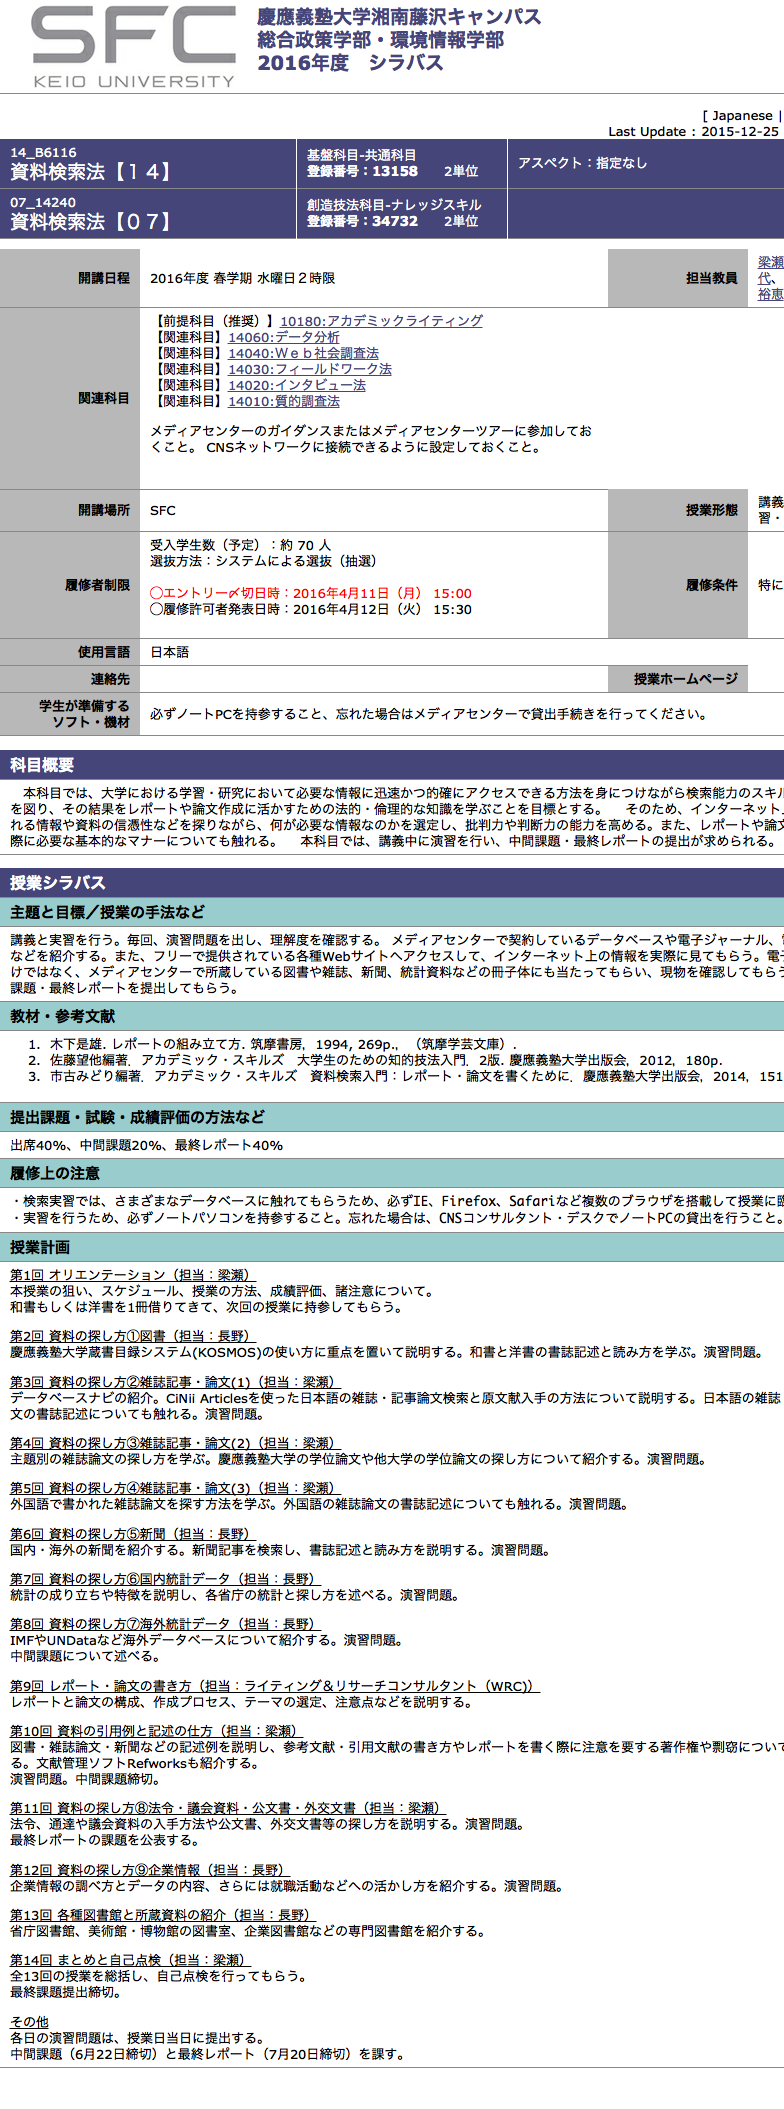 SFC
KEIO UNIVERSITY
慶應義塾大学湘南藤沢キャンパス
総合政策学部・環境情報学部
2016年度　シラバス
[ Japanese |
Last Update : 2015-12-25
14_B6116
資料検索法【１４】
基盤科目-共通科目
登録番号：13158　　2単位
アスペクト：指定なし
07_14240
資料検索法【０７】
創造技法科目-ナレッジスキル
登録番号：34732　　2単位
開講日程
2016年度 春学期 水曜日２時限
担当教員
梁瀬
代、
裕恵
関連科目
【前提科目（推奨）】10180:アカデミックライティング
【関連科目】14060:データ分析
【関連科目】14040:Ｗｅｂ社会調査法
【関連科目】14030:フィールドワーク法
【関連科目】14020:インタビュー法
【関連科目】14010:質的調査法
メディアセンターのガイダンスまたはメディアセンターツアーに参加してお
くこと。 CNSネットワークに接続できるように設定しておくこと。
開講場所
SFC
授業形態
講義
習・
履修者制限
受入学生数（予定）：約 70 人
選抜方法：システムによる選抜（抽選）
◯エントリー〆切日時：2016年4月11日（月） 15:00
◯履修許可者発表日時：2016年4月12日（火） 15:30
履修条件
特に
使用言語
日本語
連絡先
授業ホームページ
学生が準備する
ソフト・機材
必ずノートPCを持参すること、忘れた場合はメディアセンターで貸出手続きを行ってください。
科目概要
本科目では、大学における学習・研究において必要な情報に迅速かつ的確にアクセスできる方法を身につけながら検索能力のスキル
を図り、その結果をレポートや論文作成に活かすための法的・倫理的な知識を学ぶことを目標とする。　そのため、インターネット上
れる情報や資料の信憑性などを探りながら、何が必要な情報なのかを選定し、批判力や判断力の能力を高める。また、レポートや論文
際に必要な基本的なマナーについても触れる。　本科目では、講義中に演習を行い、中間課題・最終レポートの提出が求められる。
授業シラバス
主題と目標／授業の手法など
講義と実習を行う。毎回、演習問題を出し、理解度を確認する。 メディアセンターで契約しているデータベースや電子ジャーナル、電
などを紹介する。また、フリーで提供されている各種Webサイトへアクセスして、インターネット上の情報を実際に見てもらう。電子
けではなく、メディアセンターで所蔵している図書や雑誌、新聞、統計資料などの冊子体にも当たってもらい、現物を確認してもらう
課題・最終レポートを提出してもらう。
教材・参考文献
1. 木下是雄. レポートの組み立て方. 筑摩書房，1994, 269p.，（筑摩学芸文庫）.
2. 佐藤望他編著．アカデミック・スキルズ　大学生のための知的技法入門．2版. 慶應義塾大学出版会，2012，180p.
3. 市古みどり編著．アカデミック・スキルズ　資料検索入門：レポート・論文を書くために．慶應義塾大学出版会，2014，151
提出課題・試験・成績評価の方法など
出席40%、中間課題20%、最終レポート40%
履修上の注意
・検索実習では、さまざまなデータベースに触れてもらうため、必ずIE、Firefox、Safariなど複数のブラウザを搭載して授業に臨
・実習を行うため、必ずノートパソコンを持参すること。忘れた場合は、CNSコンサルタント・デスクでノートPCの貸出を行うこと。
授業計画
第1回 オリエンテーション（担当：梁瀬）
本授業の狙い、スケジュール、授業の方法、成績評価、諸注意について。
和書もしくは洋書を1冊借りてきて、次回の授業に持参してもらう。
第2回 資料の探し方①図書（担当：長野）
慶應義塾大学蔵書目録システム(KOSMOS)の使い方に重点を置いて説明する。和書と洋書の書誌記述と読み方を学ぶ。演習問題。
第3回 資料の探し方②雑誌記事・論文(1)（担当：梁瀬）
データベースナビの紹介。CiNii Articlesを使った日本語の雑誌・記事論文検索と原文献入手の方法について説明する。日本語の雑誌
文の書誌記述についても触れる。演習問題。
第4回 資料の探し方③雑誌記事・論文(2)（担当：梁瀬）
主題別の雑誌論文の探し方を学ぶ。慶應義塾大学の学位論文や他大学の学位論文の探し方について紹介する。演習問題。
第5回 資料の探し方④雑誌記事・論文(3)（担当：梁瀬）
外国語で書かれた雑誌論文を探す方法を学ぶ。外国語の雑誌論文の書誌記述についても触れる。演習問題。
第6回 資料の探し方⑤新聞（担当：長野）
国内・海外の新聞を紹介する。新聞記事を検索し、書誌記述と読み方を説明する。演習問題。
第7回 資料の探し方⑥国内統計データ（担当：長野）
統計の成り立ちや特徴を説明し、各省庁の統計と探し方を述べる。演習問題。
第8回 資料の探し方⑦海外統計データ（担当：長野）
IMFやUNDataなど海外データベースについて紹介する。演習問題。
中間課題について述べる。
第9回 レポート・論文の書き方（担当：ライティング＆リサーチコンサルタント（WRC)）
レポートと論文の構成、作成プロセス、テーマの選定、注意点などを説明する。
第10回 資料の引用例と記述の仕方（担当：梁瀬）
図書・雑誌論文・新聞などの記述例を説明し、参考文献・引用文献の書き方やレポートを書く際に注意を要する著作権や剽窃について
る。文献管理ソフトRefworksも紹介する。
演習問題。中間課題締切。
第11回 資料の探し方⑧法令・議会資料・公文書・外交文書（担当：梁瀬）
法令、通達や議会資料の入手方法や公文書、外交文書等の探し方を説明する。演習問題。
最終レポートの課題を公表する。
第12回 資料の探し方⑨企業情報（担当：長野）
企業情報の調べ方とデータの内容、さらには就職活動などへの活かし方を紹介する。演習問題。
第13回 各種図書館と所蔵資料の紹介（担当：長野）
省庁図書館、美術館・博物館の図書室、企業図書館などの専門図書館を紹介する。
第14回 まとめと自己点検（担当：梁瀬）
全13回の授業を総括し、自己点検を行ってもらう。
最終課題提出締切。
その他
各日の演習問題は、授業日当日に提出する。
中間課題（6月22日締切）と最終レポート（7月20日締切）を課す。